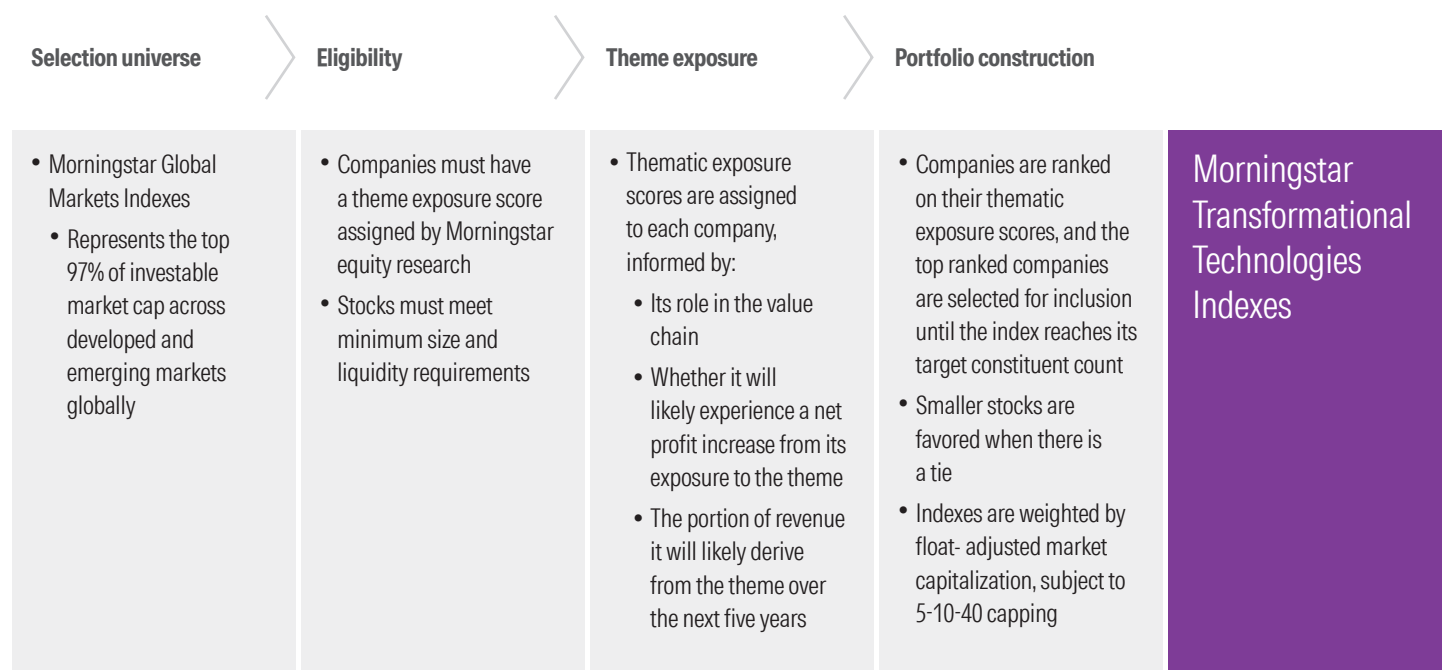 Selection universe
Eligibility
Theme exposure
Portfolio construction
• Morningstar Global
Markets Indexes
• Represents the top
97% of investable
market cap across
developed and
emerging markets
globally
• Companies must have
a theme exposure score
assigned by Morningstar
equity research
• Stocks must meet
minimum size and
liquidity requirements
• Thematic exposure
scores are assigned
to each company,
informed by:
• Its role in the value
chain
• Whether it will
likely experience a net
profit increase from its
exposure to the theme
• The portion of revenue
it will likely derive
from the theme over
the next five years
• Companies are ranked
on their thematic
exposure scores, and the
top ranked companies
are selected for inclusion
until the index reaches its
target constituent count
• Smaller stocks are
favored when there is
a tie
• Indexes are weighted by
float- adjusted market
capitalization, subject to
5-10-40 capping
Morningstar
Transformational
Technologies
Indexes